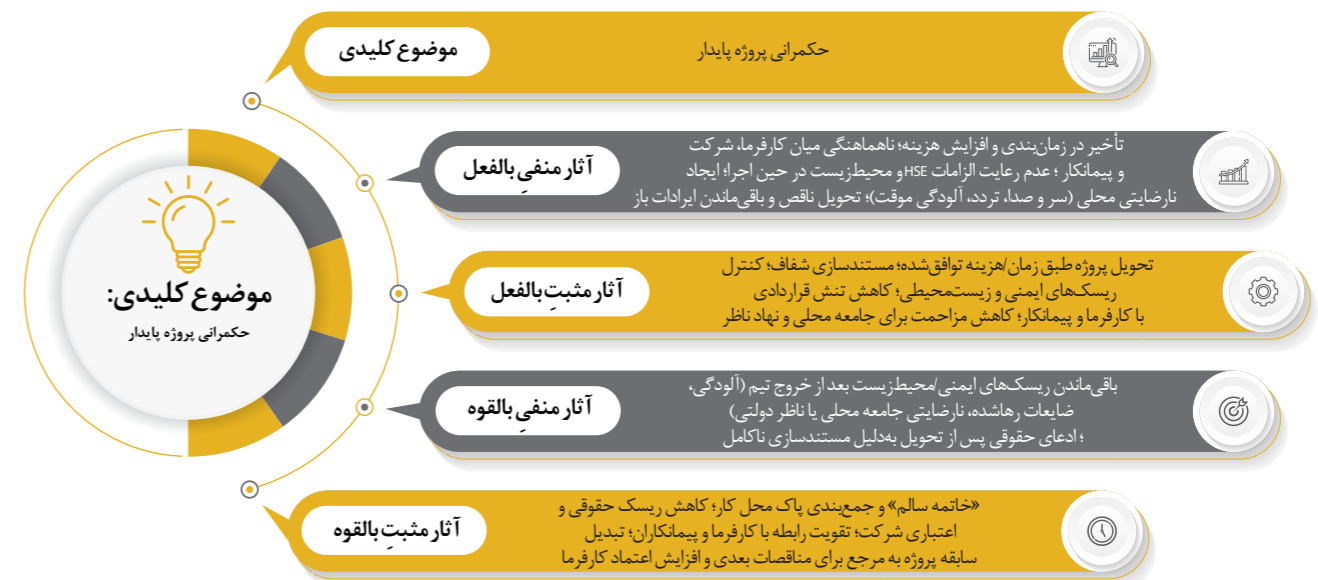 موضوع کلیدی
حکمرانی پروژه پایدار
آثار منفیِ بالفعل
تأخیر در زمان‌بندی و افزایش هزینه؛ ناهماهنگی میان کارفرما، شرکت
و پیمانکار ؛ عدم رعایت الزامات HSE و محیط‌زیست در حین اجرا؛ ایجاد
نارضایتی محلی (سر و صدا، تردد، آلودگی موقت)؛ تحویل ناقص و باقی‌ماندن ایرادات باز
آثار مثبتِ بالفعل
تحویل پروژه طبق زمان/هزینه توافق‌شده؛ مستندسازی شفاف؛ کنترل
ریسک‌های ایمنی و زیست‌محیطی؛ کاهش تنش قراردادی
با کارفرما و پیمانکار؛ کاهش مزاحمت برای جامعه محلی و نهاد ناظر
آثار منفیِ بالقوه
باقی‌ماندن ریسک‌های ایمنی/محیط‌زیست بعد از خروج تیم (آلودگی،
ضایعات رهاشده، نارضایتی جامعه محلی یا ناظر دولتی)
؛ ادعای حقوقی پس از تحویل به‌دلیل مستندسازی ناکامل
آثار مثبتِ بالقوه
«خاتمه سالم» و جمع‌بندی پاک محل کار؛ کاهش ریسک حقوقی و
اعتباری شرکت؛ تقویت رابطه با کارفرما و پیمانکاران؛ تبدیل
سابقه پروژه به مرجع برای مناقصات بعدی و افزایش اعتماد کارفرما
موضوع کلیدی:
حکمرانی پروژه پایدار